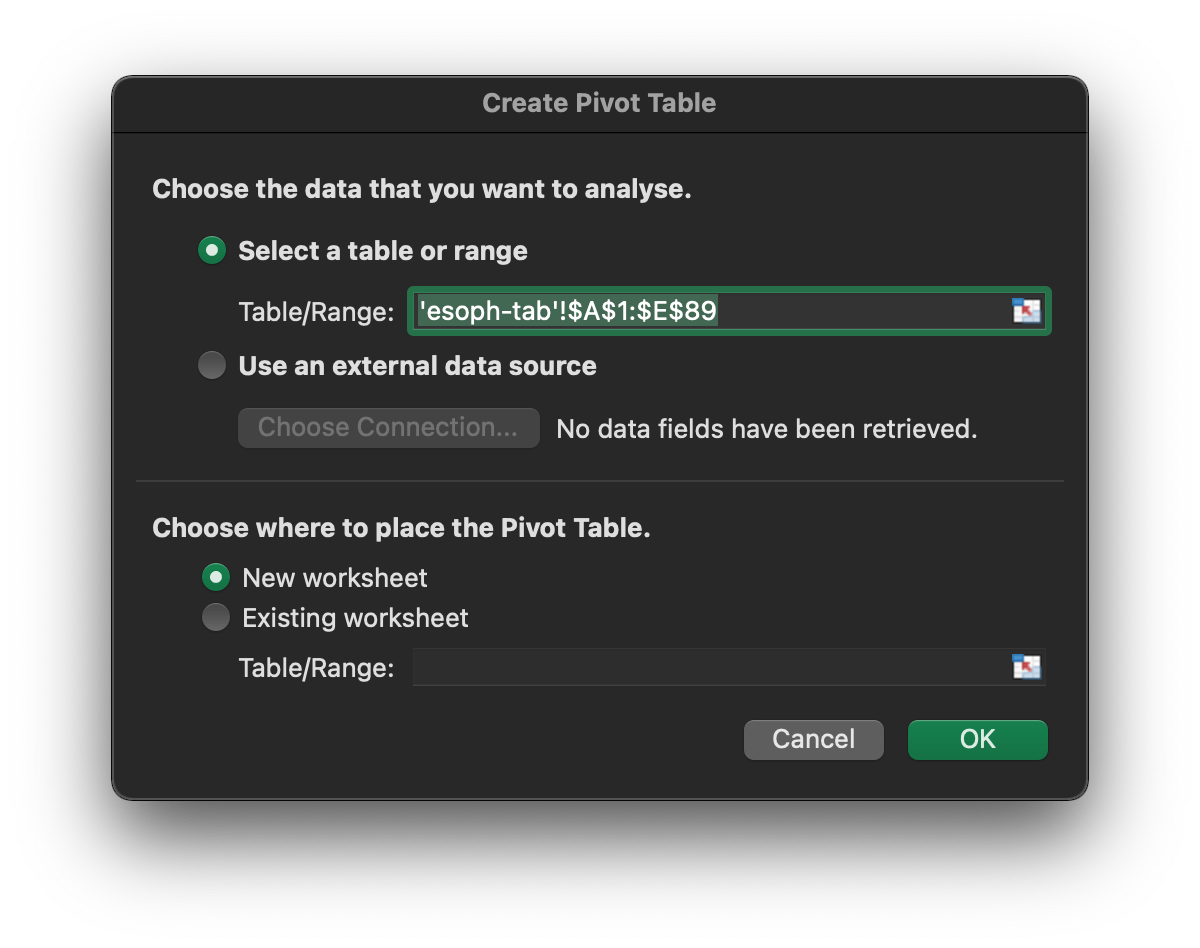 Create Pivot Table
Choose the data that you want to analyse.
Select a table or range
Table/Range: 'esoph-tab'!$A$1:$E$89
Use an external data source
Choose Connection... No data fields have been retrieved.
Choose where to place the Pivot Table.
New worksheet
Existing worksheet
Table/Range:
Cancel OK